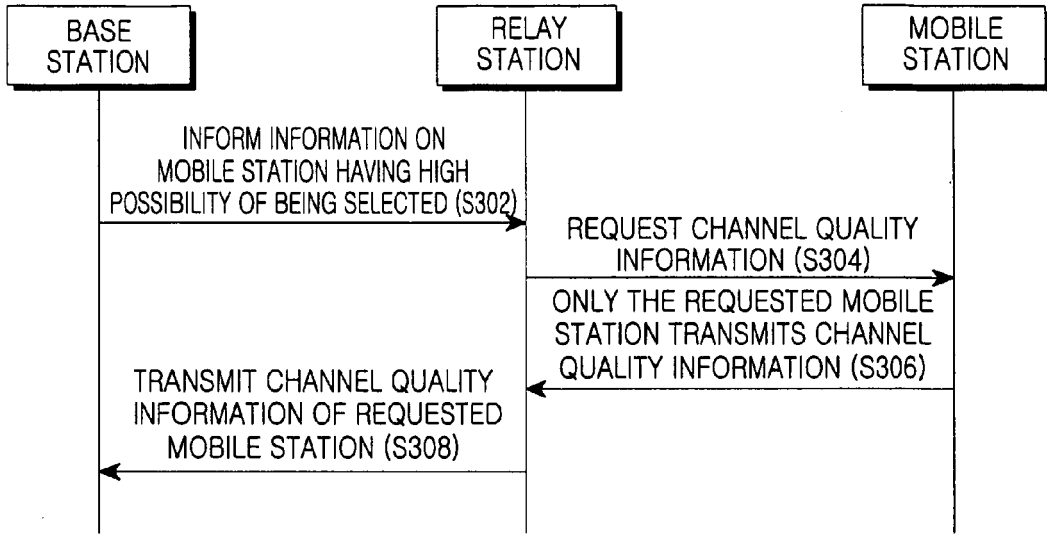 BASE
STATION
RELAY
STATION
MOBILE
STATION
INFORM INFORMATION ON
MOBILE STATION HAVING HIGH
POSSIBILITY OF BEING SELECTED (S302)
REQUEST CHANNEL QUALITY
INFORMATION (S304)
ONLY THE REQUESTED MOBILE
STATION TRANSMITS CHANNEL
QUALITY INFORMATION (S306)
TRANSMIT CHANNEL QUALITY
INFORMATION OF REQUESTED
MOBILE STATION (S308)